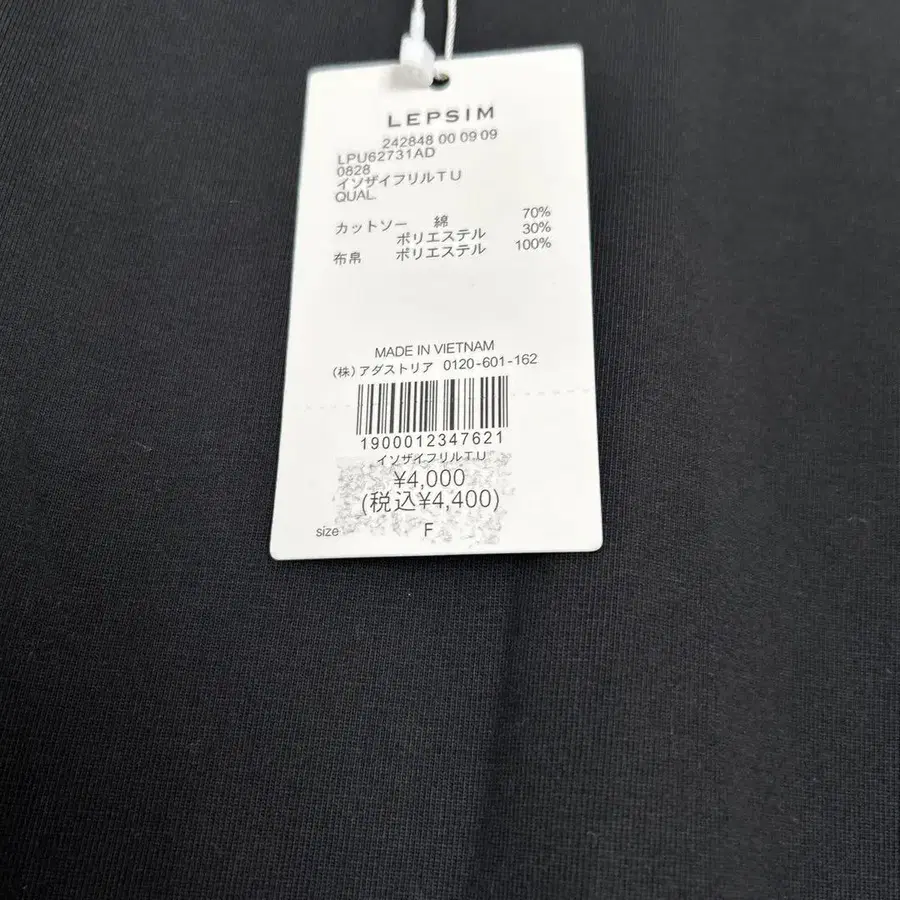 LEPSIM
242848 00 09 09
LPU62731AD
0828
イソザイフリルTU
QUAL.
カットソー 綿 70%
ポリエステル 30%
布帛 ポリエステル 100%
MADE IN VIETNAM
(株)アダストリア 0120-601-162
1900012347621
イソザイフリルTU
¥4,000
(税込¥4,400)
size F